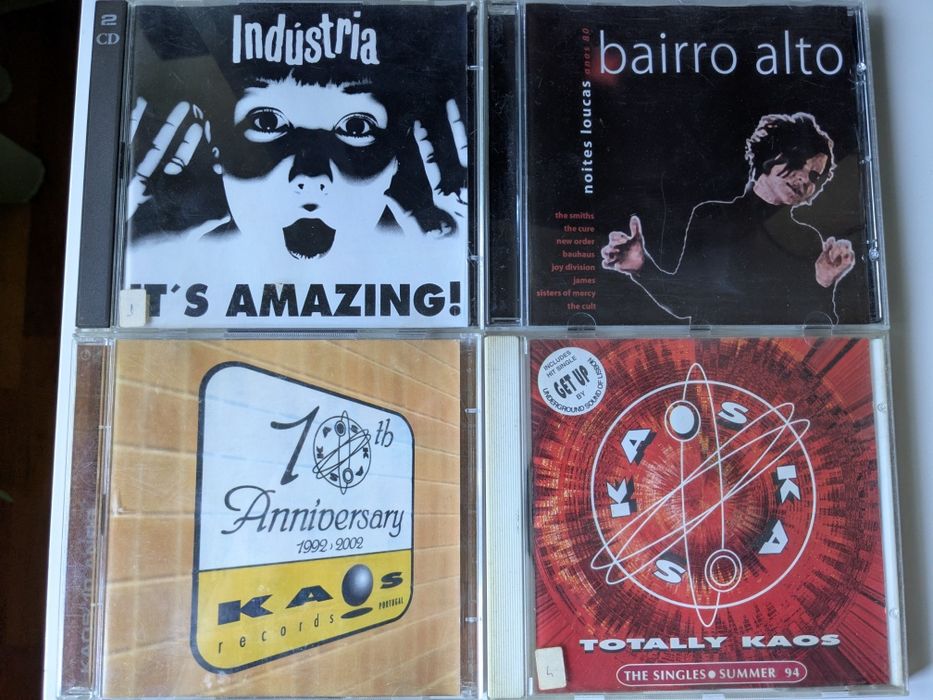 2
CD
Indústria
IT´S AMAZING!
bairro alto
noites loucas anos 80
the smiths
the cure
new order
bauhaus
joy division
james
sisters of mercy
the cult
10th
KAOS
Anniversary
1992›2002
KAOS
records
PORTUGAL
INCLUDES
HIT SINGLE
GET UP
BY
UNDERGROUND SOUND OF LISBON
KAOS KAOS
TOTALLY KAOS
THE SINGLES•SUMMER 94